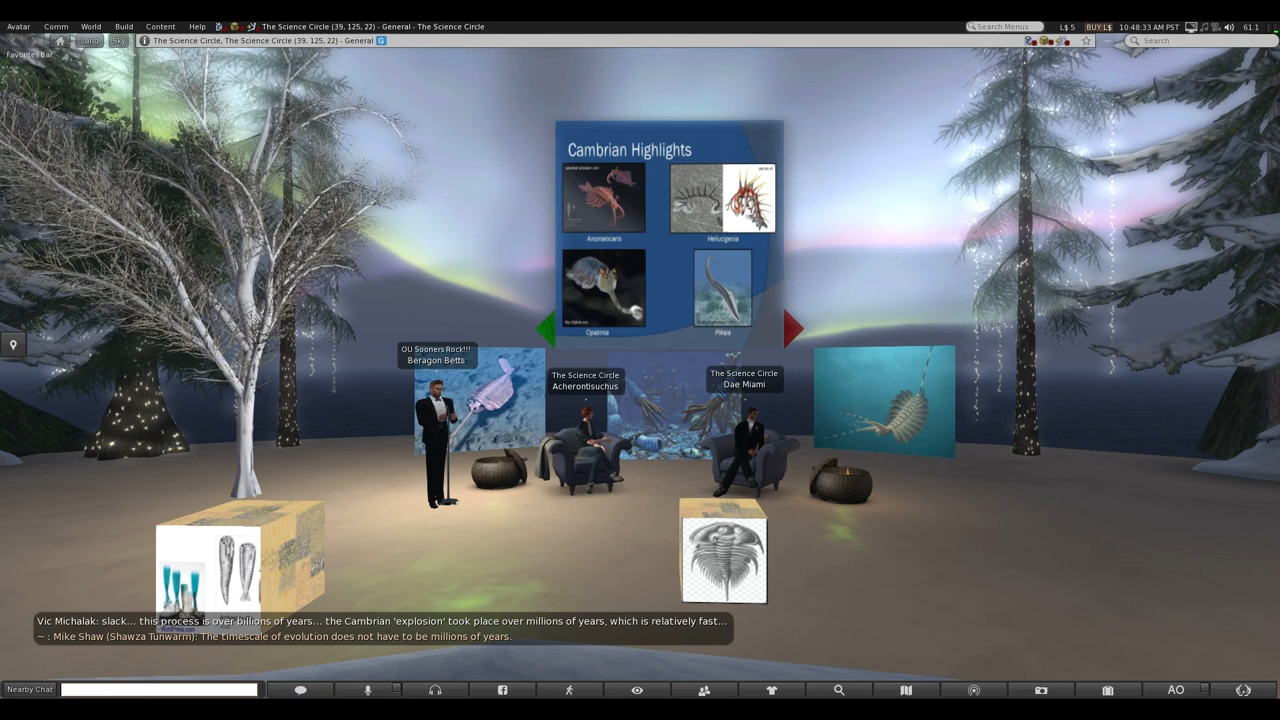 Avatar Comm World Build Content Help The Science Circle (39, 125, 22) - General - The Science Circle Search Menus L$ 5 BUY L$ 10:48:33 AM PST 61.1
Land Sky The Science Circle, The Science Circle (39, 125, 22) - General G Search
Favorites Bar
Cambrian Highlights
Anomalocaris Hellucigenia
Opabinia Pikaia
OU Sooners Rock!!!
Beragon Betts
The Science Circle
Acherontisuchus
The Science Circle
Dae Miami
Vic Michalak: slack... this process is over billions of years... the Cambrian 'explosion' took place over millions of years, which is relatively fast...
~ : Mike Shaw (Shawza Tunwarm): The timescale of evolution does not have to be millions of years.
Nearby Chat AO